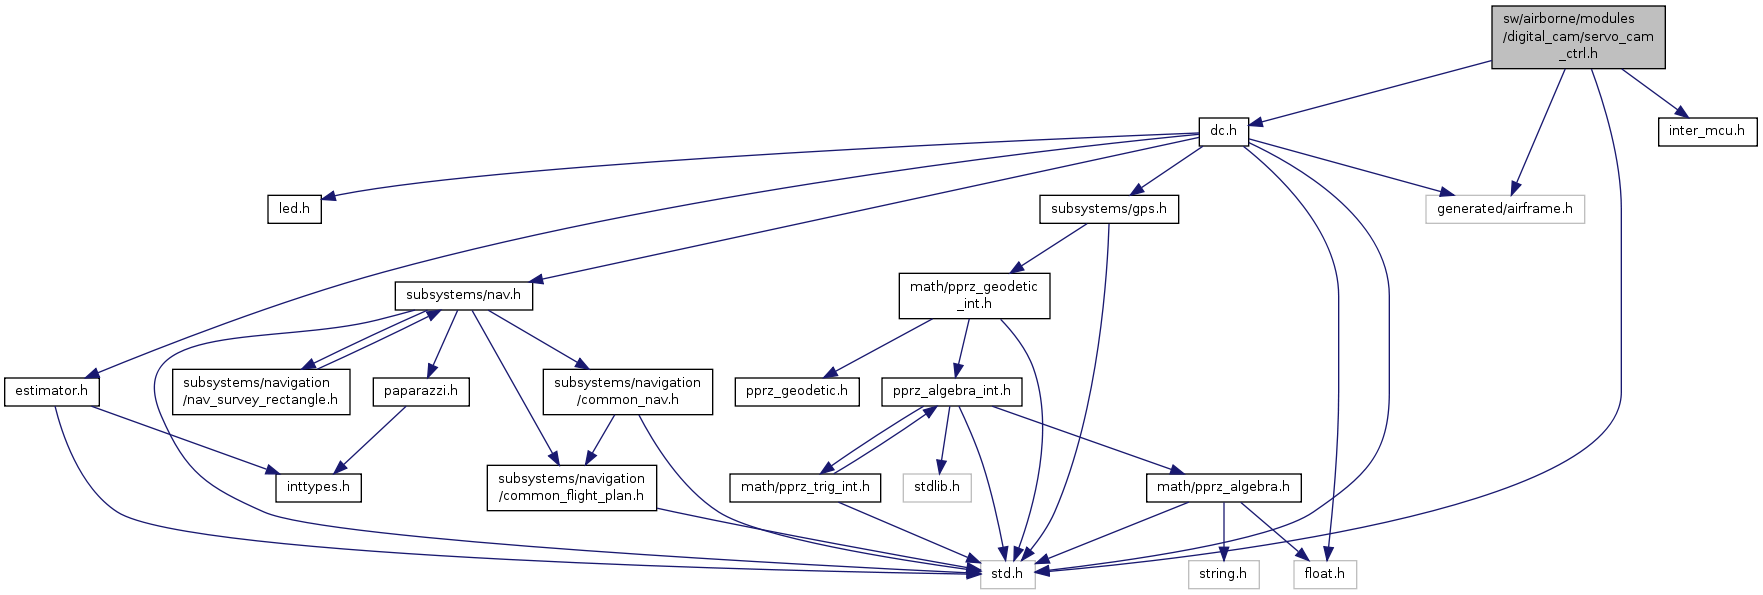 sw/airborne/modules
/digital_cam/servo_cam
_ctrl.h
dc.h
inter_mcu.h
led.h
subsystems/gps.h
generated/airframe.h
subsystems/nav.h
math/pprz_geodetic
_int.h
estimator.h
subsystems/navigation
/nav_survey_rectangle.h
paparazzi.h
subsystems/navigation
/common_nav.h
pprz_geodetic.h
pprz_algebra_int.h
inttypes.h
subsystems/navigation
/common_flight_plan.h
math/pprz_trig_int.h
stdlib.h
math/pprz_algebra.h
std.h
string.h
float.h